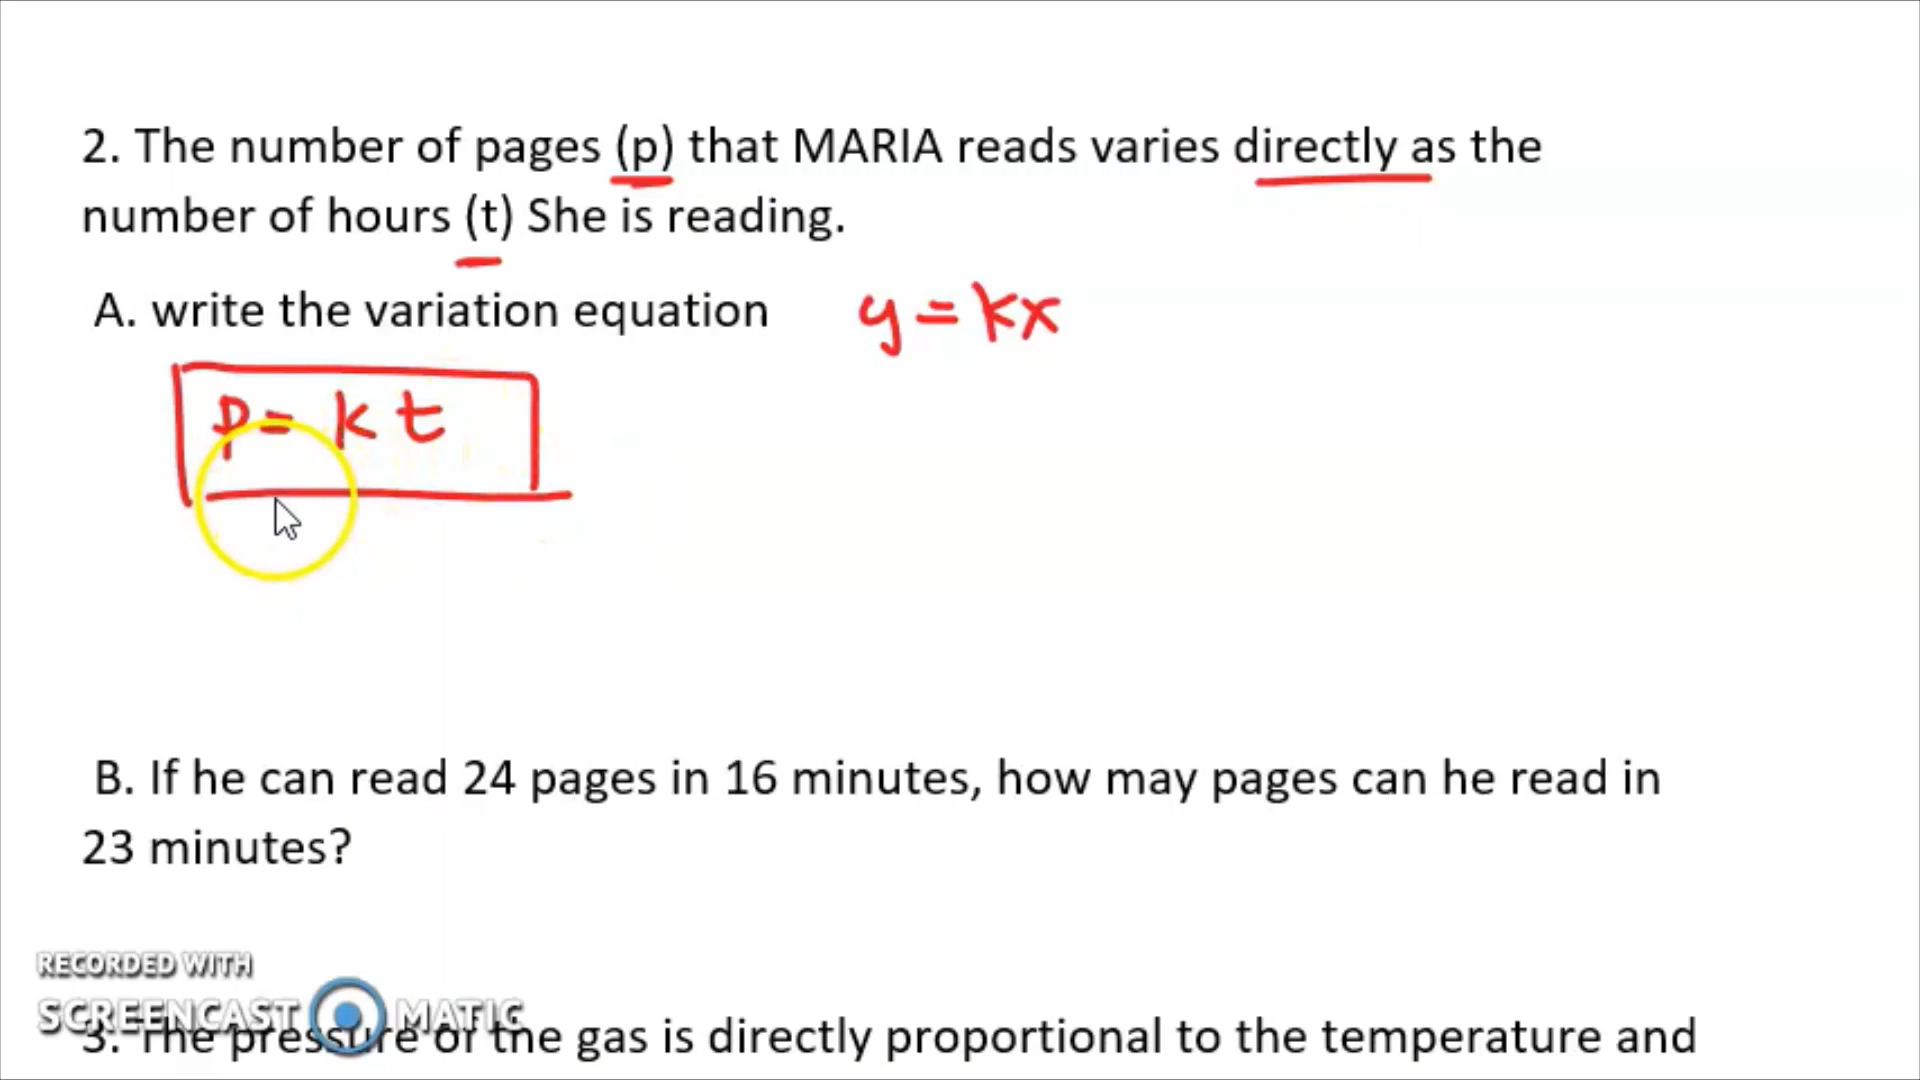 2. The number of pages (p) that MARIA reads varies directly as the
number of hours (t) She is reading.
A. write the variation equation y = kx
P = k t
B. If he can read 24 pages in 16 minutes, how may pages can he read in
23 minutes?
RECORDED WITH
SCREENCAST MATIC
3. The pressure of the gas is directly proportional to the temperature and